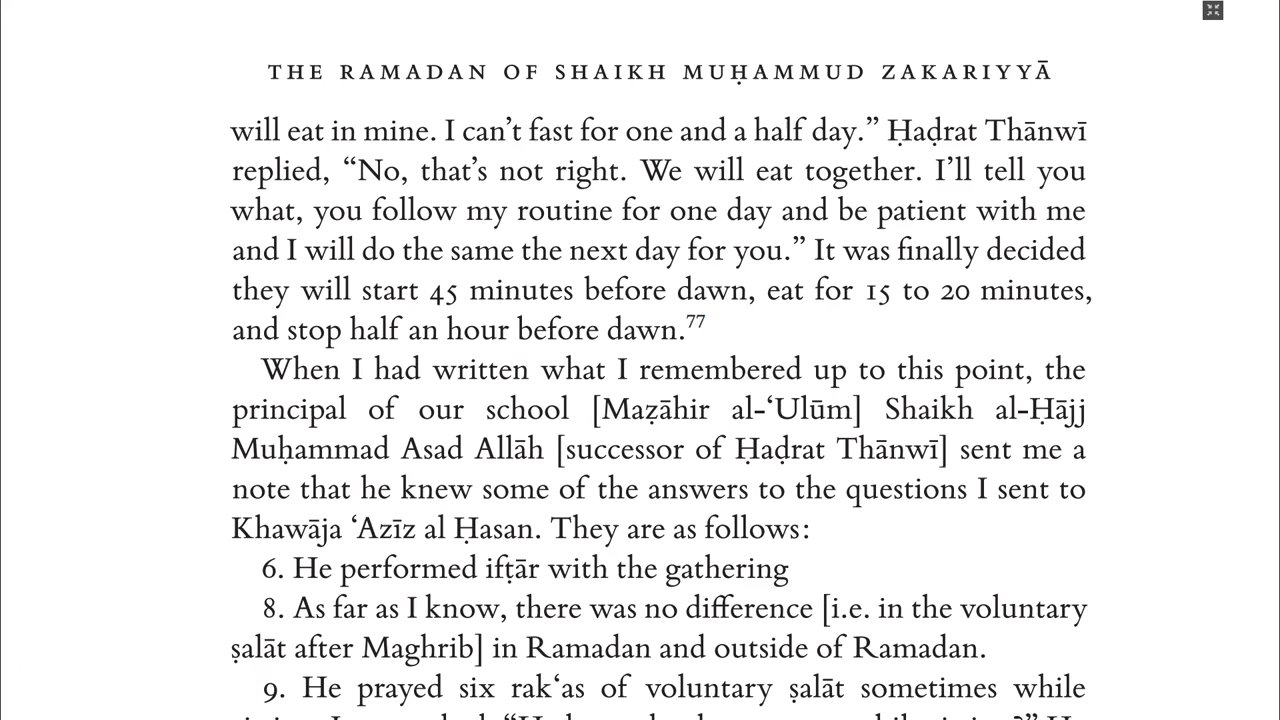 THE RAMADAN OF SHAIKH MUḤAMMUD ZAKARIYYĀ
will eat in mine. I can’t fast for one and a half day.” Ḥaḍrat Thānwī
replied, “No, that’s not right. We will eat together. I’ll tell you
what, you follow my routine for one day and be patient with me
and I will do the same the next day for you.” It was finally decided
they will start 45 minutes before dawn, eat for 15 to 20 minutes,
and stop half an hour before dawn.⁷⁷
When I had written what I remembered up to this point, the
principal of our school [Maẓāhir al-‘Ulūm] Shaikh al-Ḥājj
Muḥammad Asad Allāh [successor of Ḥaḍrat Thānwī] sent me a
note that he knew some of the answers to the questions I sent to
Khawāja ‘Azīz al Ḥasan. They are as follows:
6. He performed ifṭār with the gathering
8. As far as I know, there was no difference [i.e. in the voluntary
ṣalāt after Maghrib] in Ramadan and outside of Ramadan.
9. He prayed six rak‘as of voluntary ṣalāt sometimes while